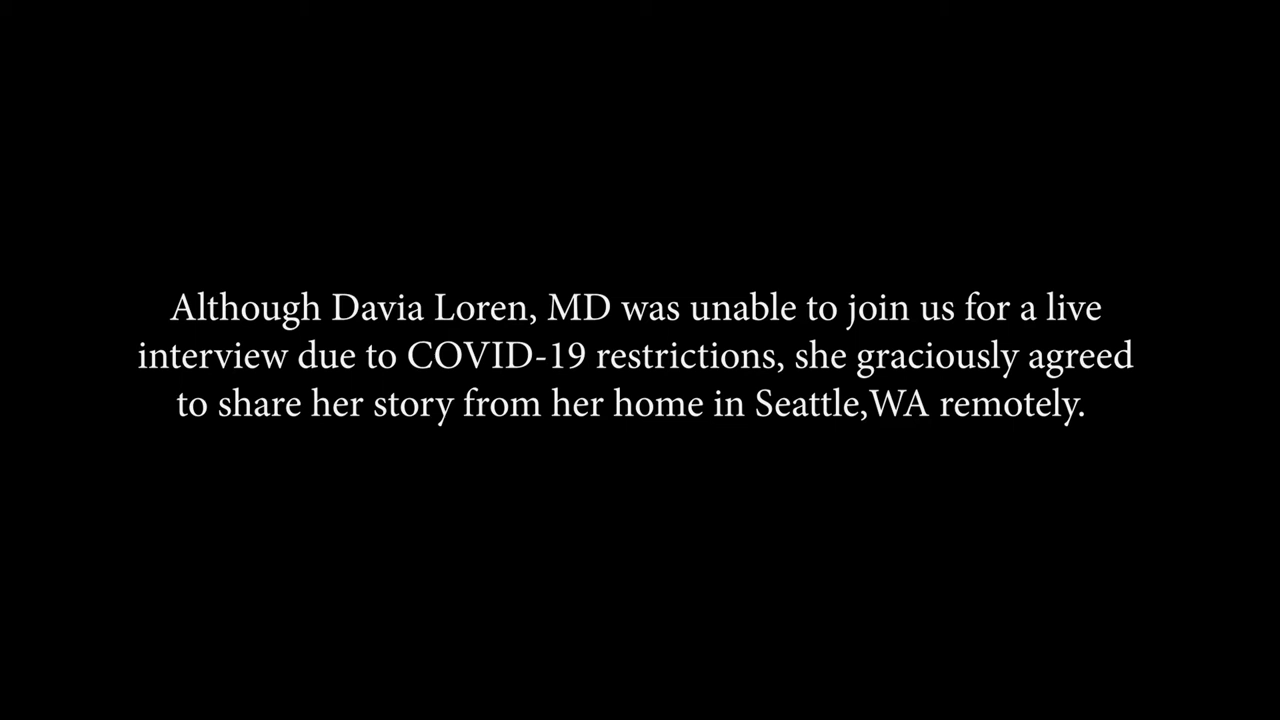 Although Davia Loren, MD was unable to join us for a live
interview due to COVID-19 restrictions, she graciously agreed
to share her story from her home in Seattle,WA remotely.